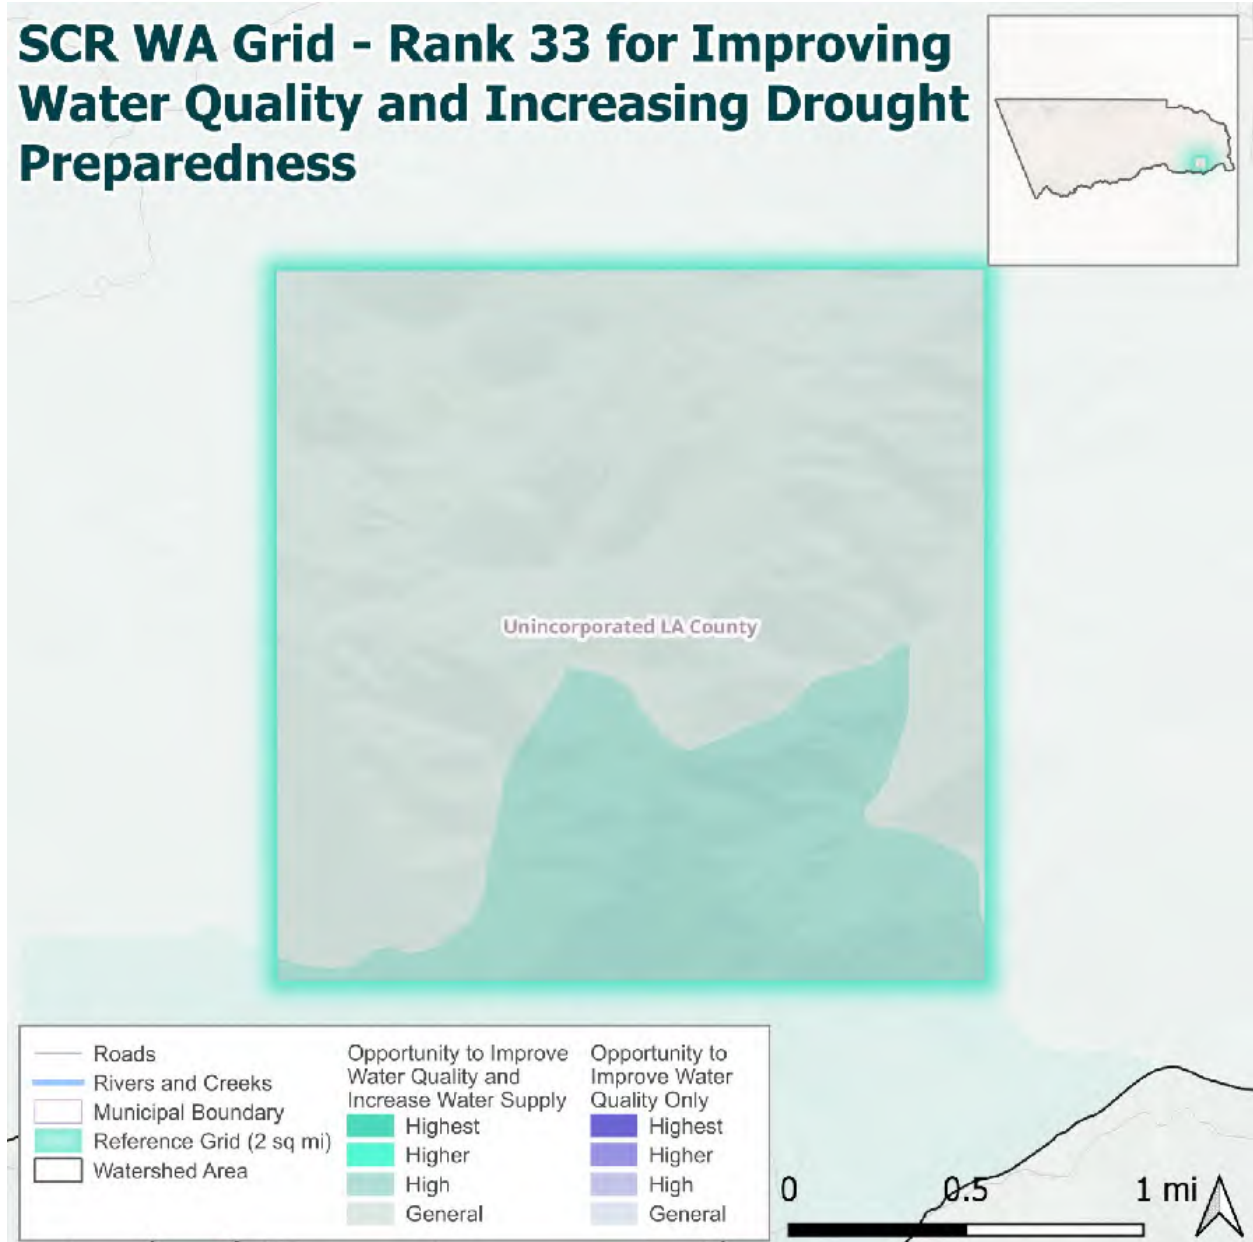 SCR WA Grid - Rank 33 for Improving
Water Quality and Increasing Drought
Preparedness
Unincorporated LA County
Roads
Rivers and Creeks
Municipal Boundary
Reference Grid (2 sq mi)
Watershed Area
Opportunity to Improve
Water Quality and
Increase Water Supply
Highest
Higher
High
General
Opportunity to
Improve Water
Quality Only
Highest
Higher
High
General
0 0.5 1 mi